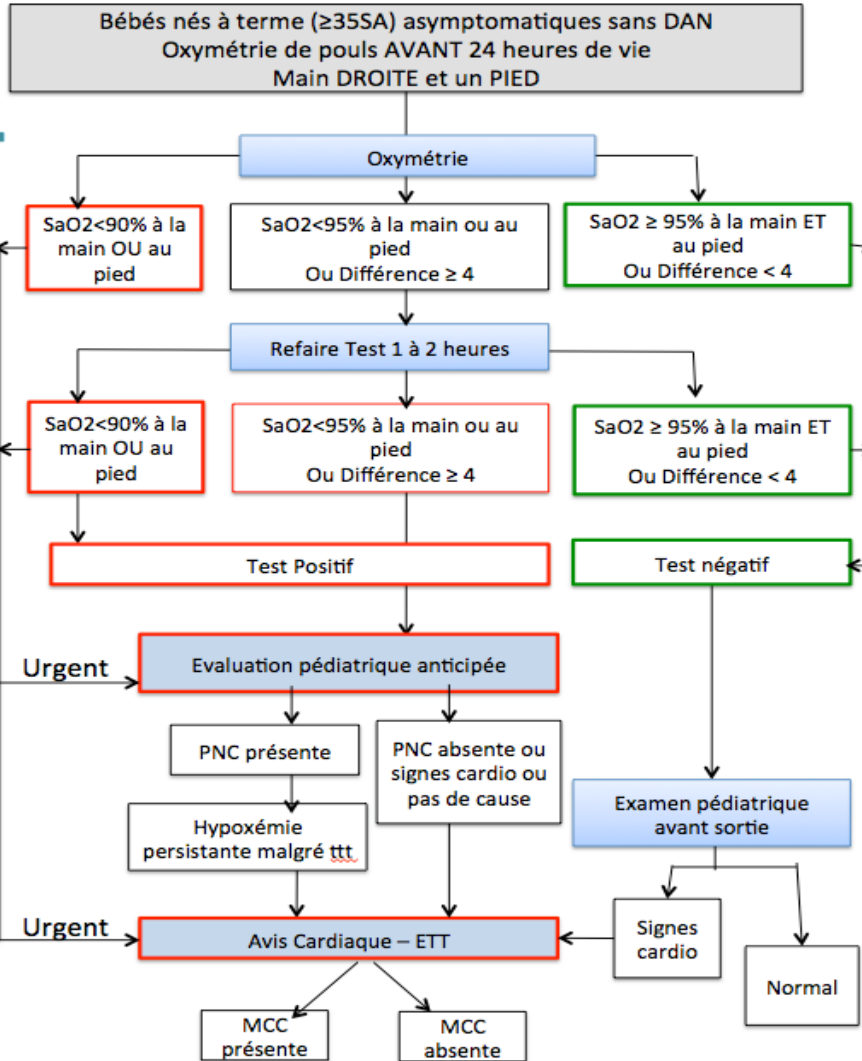 Bébés nés à terme (≥35SA) asymptomatiques sans DAN
Oxymétrie de pouls AVANT 24 heures de vie
Main DROITE et un PIED
Oxymétrie
SaO2<90% à la
main OU au
pied
SaO2<95% à la main ou au
pied
Ou Différence ≥ 4
SaO2 ≥ 95% à la main ET
au pied
Ou Différence < 4
Refaire Test 1 à 2 heures
SaO2<90% à la
main OU au
pied
SaO2<95% à la main ou au
pied
Ou Différence ≥ 4
SaO2 ≥ 95% à la main ET
au pied
Ou Différence < 4
Test Positif
Test négatif
Urgent
Evaluation pédiatrique anticipée
PNC présente
PNC absente ou
signes cardio ou
pas de cause
Hypoxémie
persistante malgré ttt
Examen pédiatrique
avant sortie
Urgent
Avis Cardiaque – ETT
Signes
cardio
Normal
MCC
présente
MCC
absente